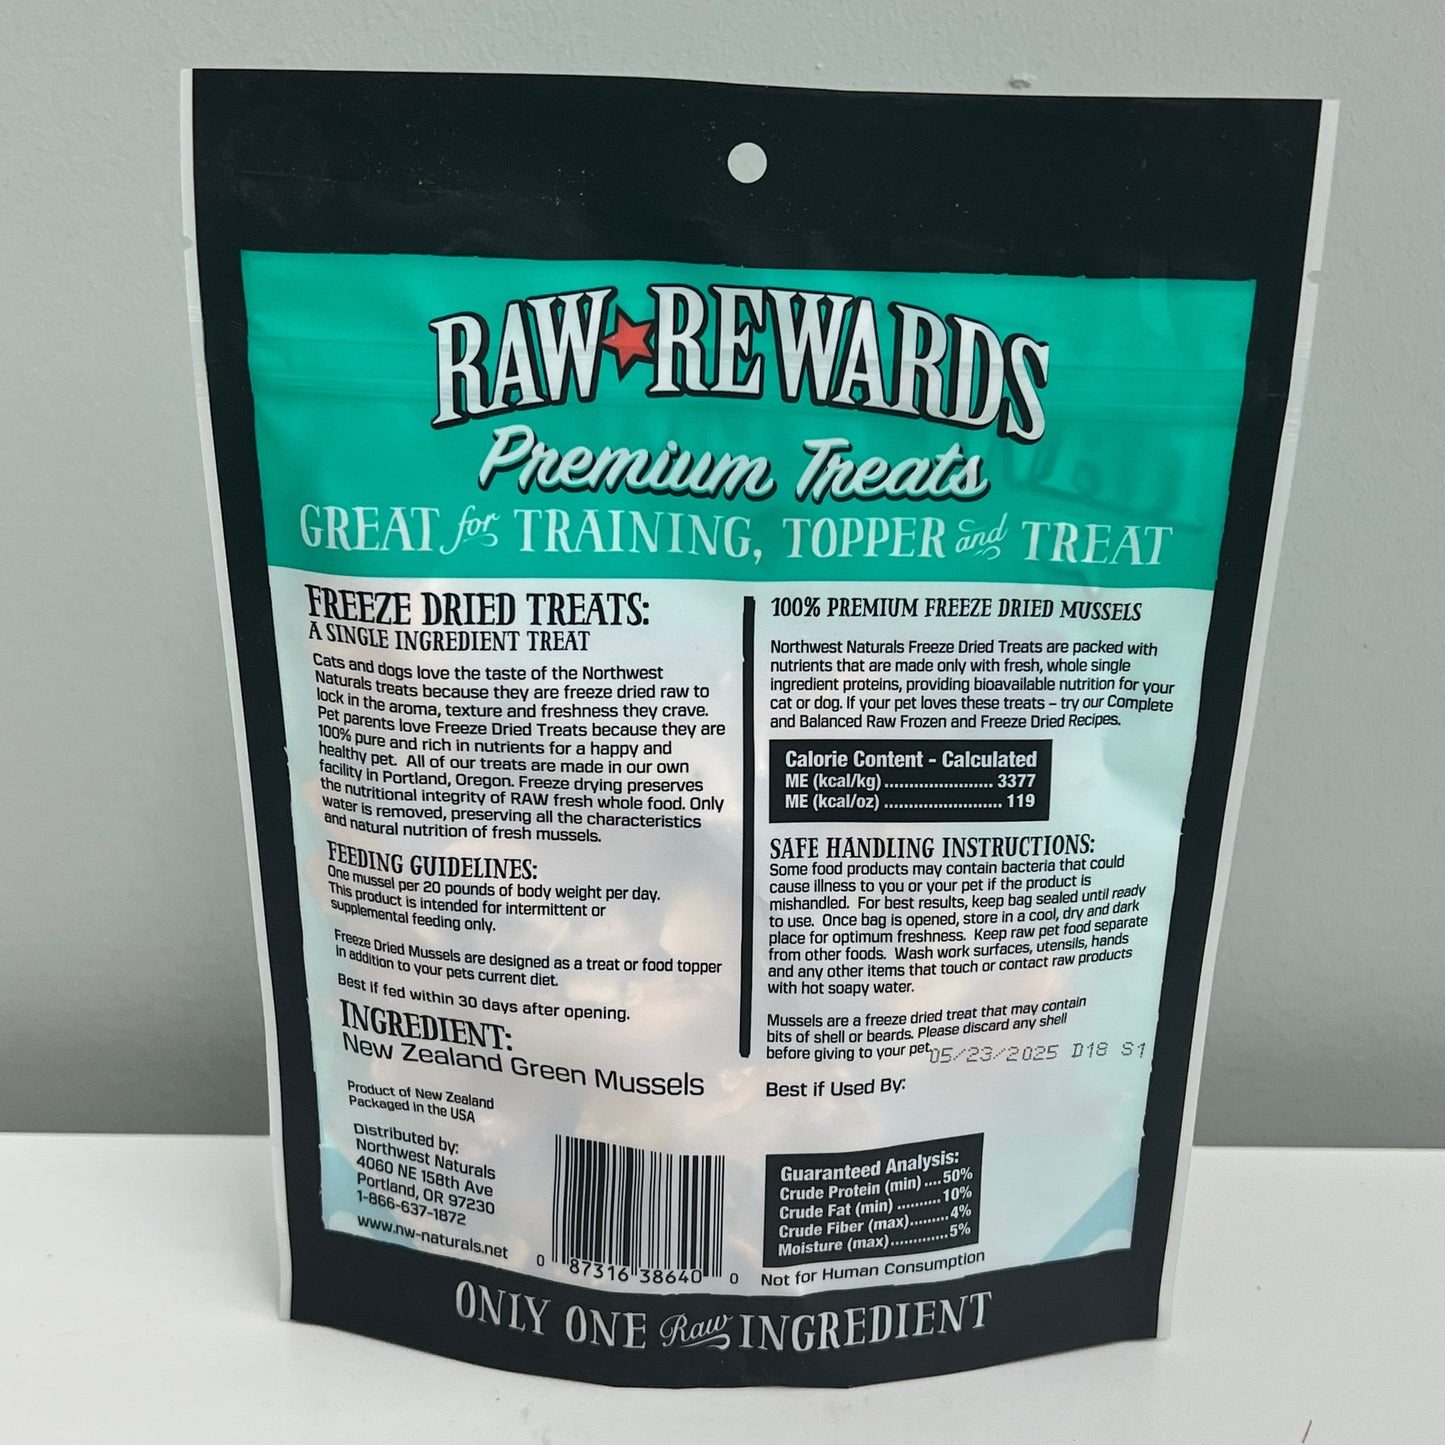 RAW REWARDS
Premium Treats
GREAT for TRAINING, TOPPER and TREAT
FREEZE DRIED TREATS:
A SINGLE INGREDIENT TREAT
Cats and dogs love the taste of the Northwest
Naturals treats because they are freeze dried raw to
lock in the aroma, texture and freshness they crave.
Pet parents love Freeze Dried Treats because they are
100% pure and rich in nutrients for a happy and
healthy pet. All of our treats are made in our own
facility in Portland, Oregon. Freeze drying preserves
the nutritional integrity of RAW fresh whole food. Only
water is removed, preserving all the characteristics
and natural nutrition of fresh mussels.
FEEDING GUIDELINES:
One mussel per 20 pounds of body weight per day.
This product is intended for intermittent or
supplemental feeding only.
Freeze Dried Mussels are designed as a treat or food topper
in addition to your pets current diet.
Best if fed within 30 days after opening.
INGREDIENT:
New Zealand Green Mussels
Product of New Zealand
Packaged in the USA
Distributed by:
Northwest Naturals
4060 NE 158th Ave
Portland, OR 97230
1-866-637-1872
www.nw-naturals.net
0 87316 38640 0
100% PREMIUM FREEZE DRIED MUSSELS
Northwest Naturals Freeze Dried Treats are packed with
nutrients that are made only with fresh, whole single
ingredient proteins, providing bioavailable nutrition for your
cat or dog. If your pet loves these treats – try our Complete
and Balanced Raw Frozen and Freeze Dried Recipes.
Calorie Content - Calculated
ME (kcal/kg) ........................ 3377
ME (kcal/oz) .......................... 119
SAFE HANDLING INSTRUCTIONS:
Some food products may contain bacteria that could
cause illness to you or your pet if the product is
mishandled. For best results, keep bag sealed until ready
to use. Once bag is opened, store in a cool, dry and dark
place for optimum freshness. Keep raw pet food separate
from other foods. Wash work surfaces, utensils, hands
and any other items that touch or contact raw products
with hot soapy water.
Mussels are a freeze dried treat that may contain
bits of shell or beards. Please discard any shell
before giving to your pet.
05/23/2025 D18 S1
Best if Used By:
Guaranteed Analysis:
Crude Protein (min) ....50%
Crude Fat (min) ..........10%
Crude Fiber (max).........4%
Moisture (max).............5%
Not for Human Consumption
ONLY ONE Raw INGREDIENT